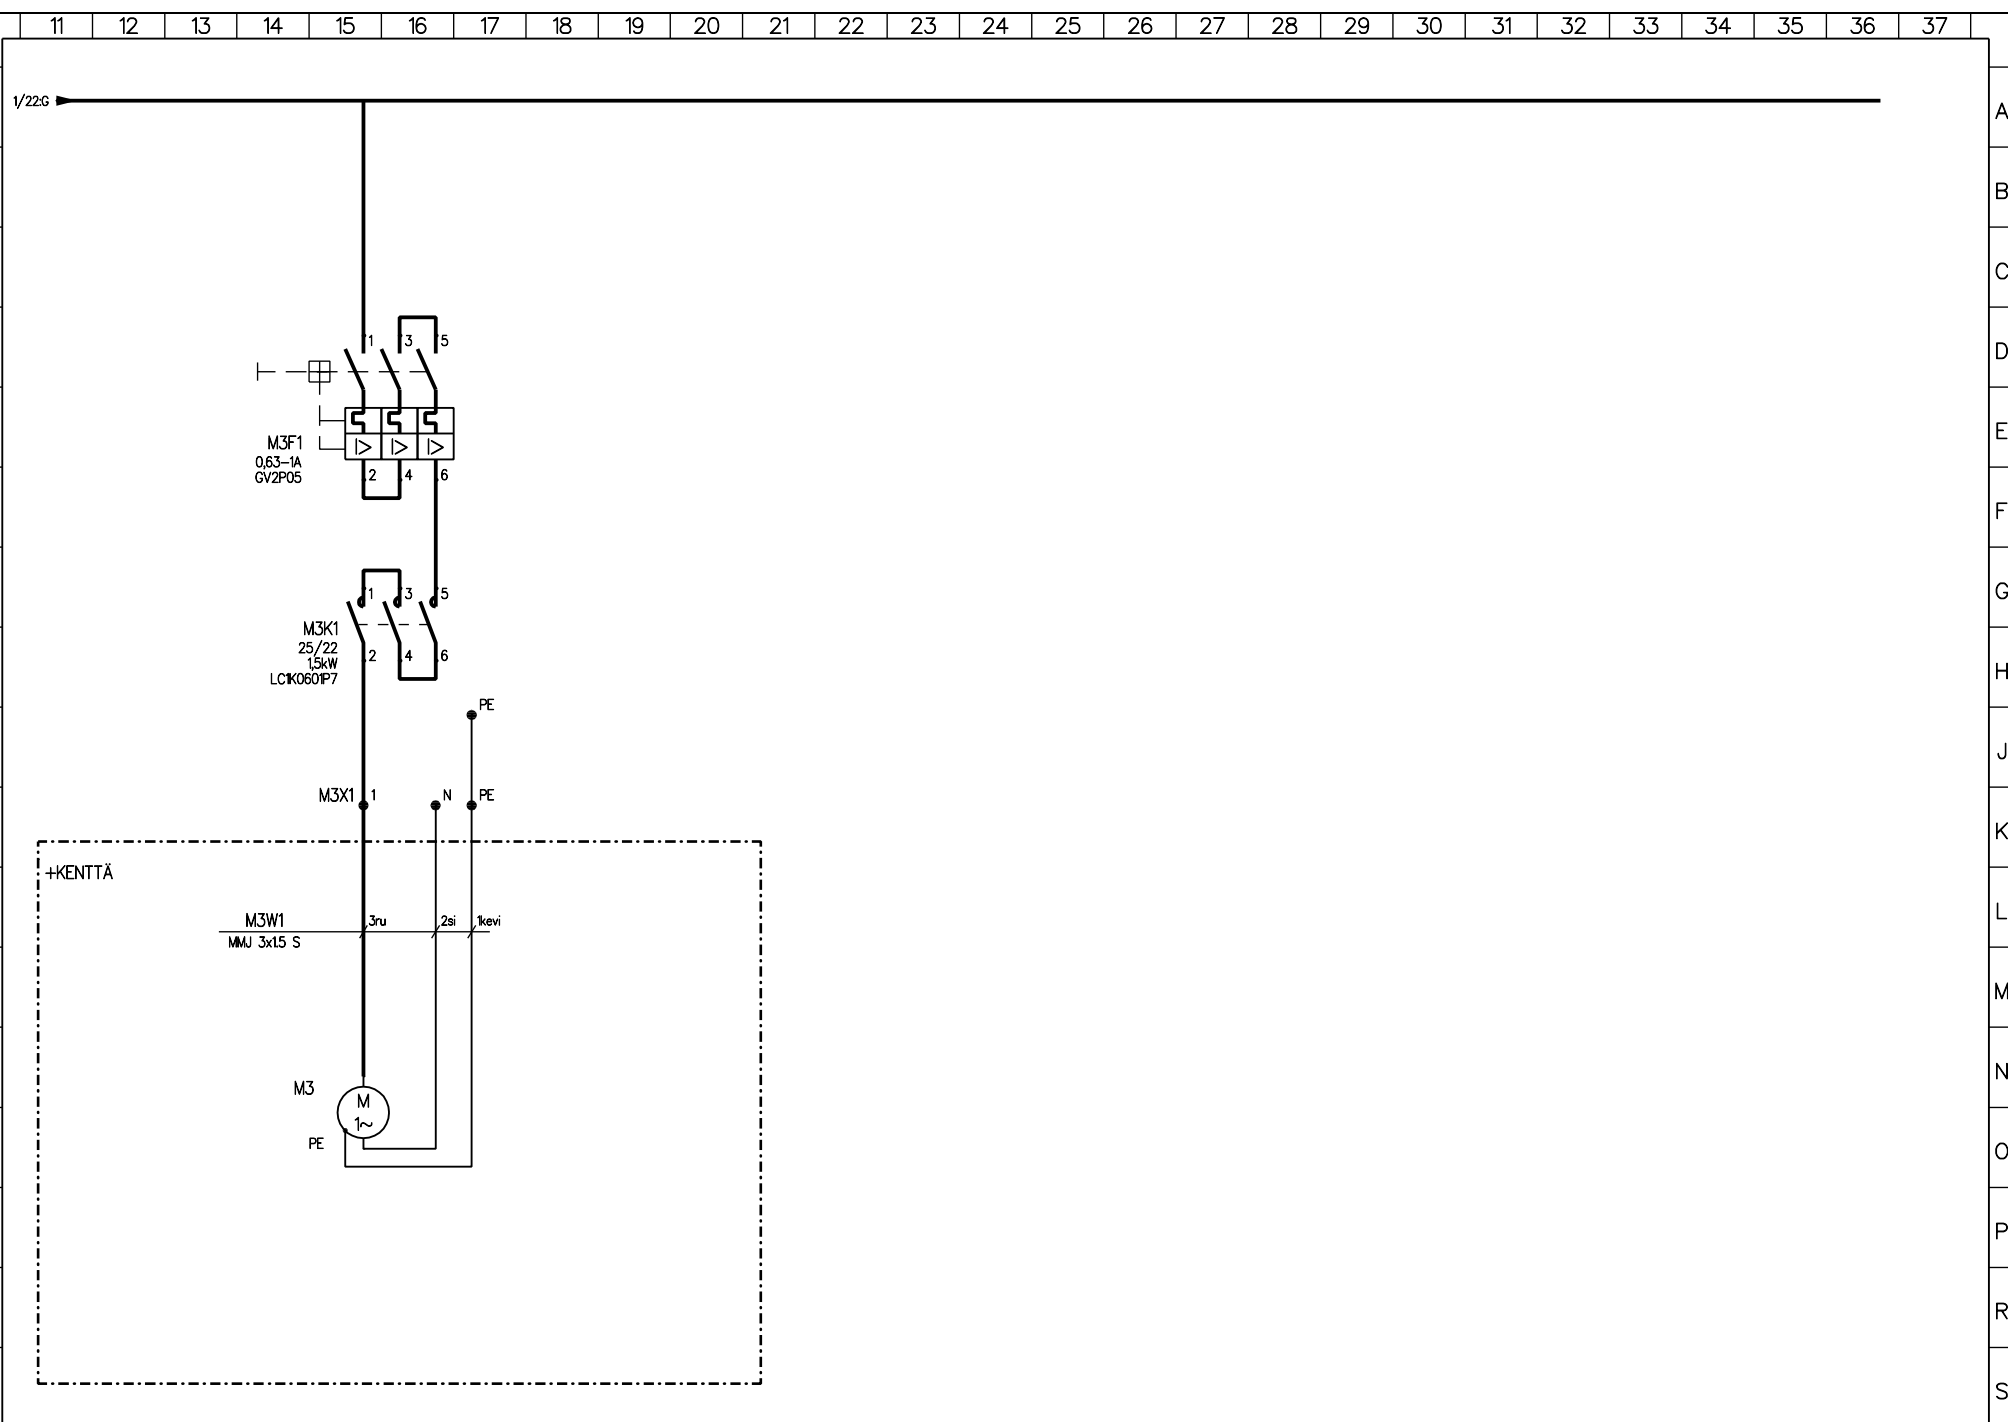 11 12 13 14 15 16 17 18 19 20 21 22 23 24 25 26 27 28 29 30 31 32 33 34 35 36 37
1/22:G
A
B
C
1 3 5
D
M3F1
E
0,63-1A
GV2P05
2 4 6
F
1 3 5
G
M3K1
25/22
1,5kW
LC1K0601P7
2 4 6
H
PE
J
M3X1 1 N PE
K
+KENTTÄ
M3W1 3ru 2si 1kevi
L
MMJ 3x1.5 S
M
N
M3
M
1~
PE
O
P
R
S